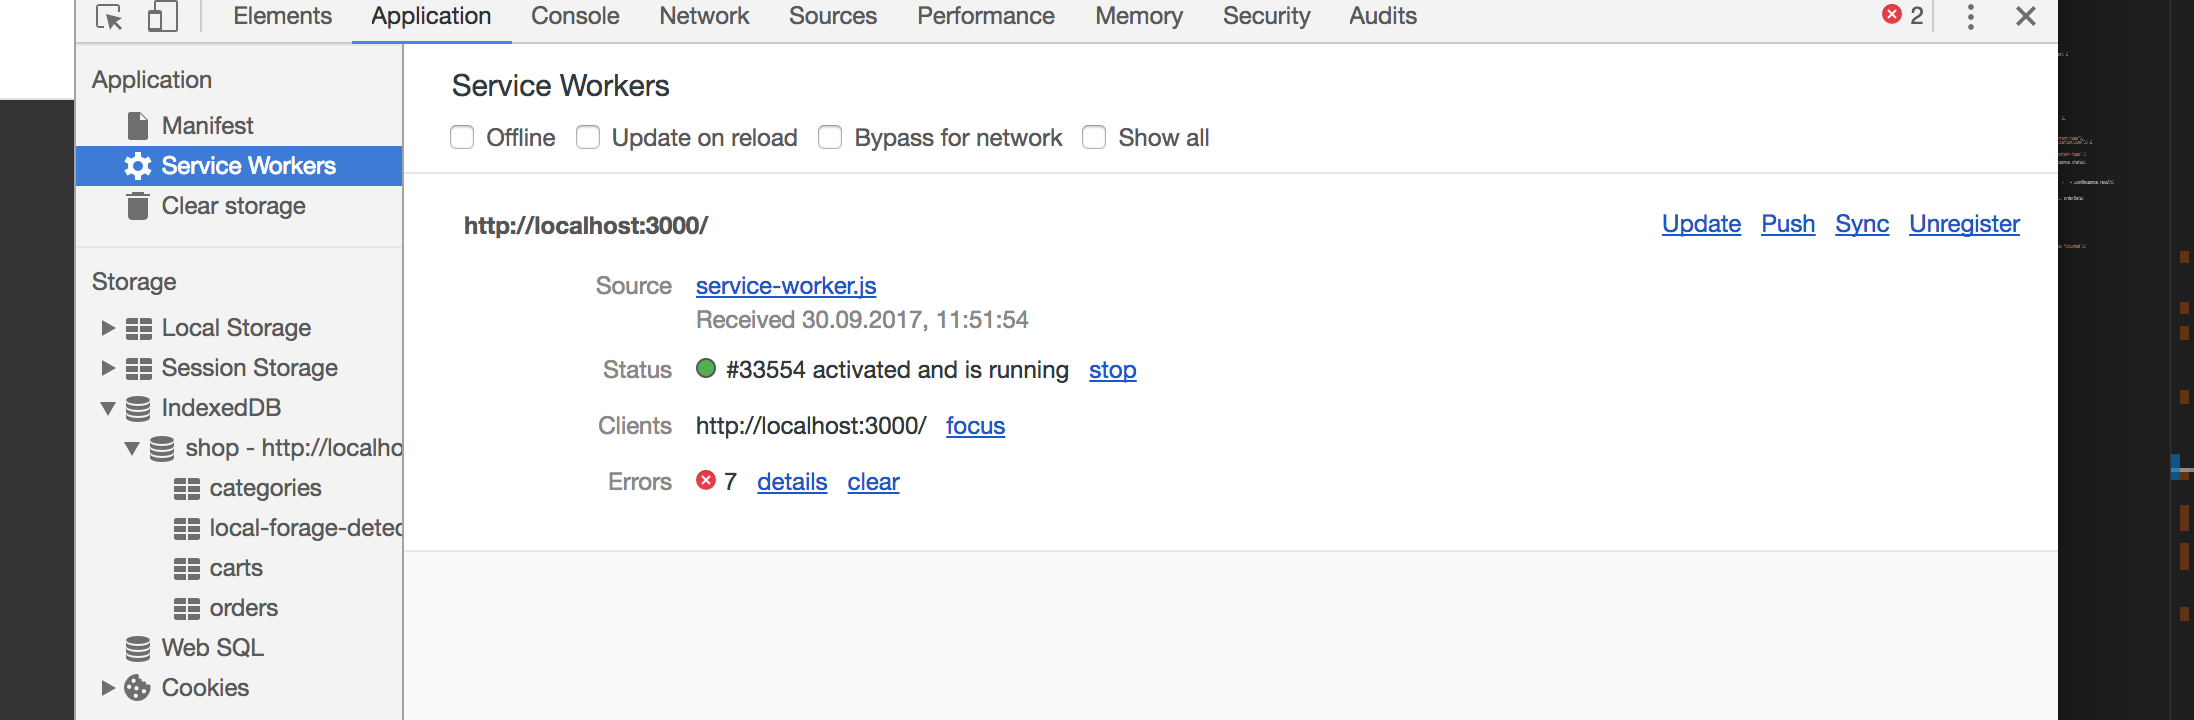 Elements Application Console Network Sources Performance Memory Security Audits 2
Application
Manifest
Service Workers
Clear storage
Storage
Local Storage
Session Storage
IndexedDB
shop - http://localho
categories
local-forage-detec
carts
orders
Web SQL
Cookies
Service Workers
Offline Update on reload Bypass for network Show all
http://localhost:3000/ Update Push Sync Unregister
Source service-worker.js
Received 30.09.2017, 11:51:54
Status #33554 activated and is running stop
Clients http://localhost:3000/ focus
Errors 7 details clear